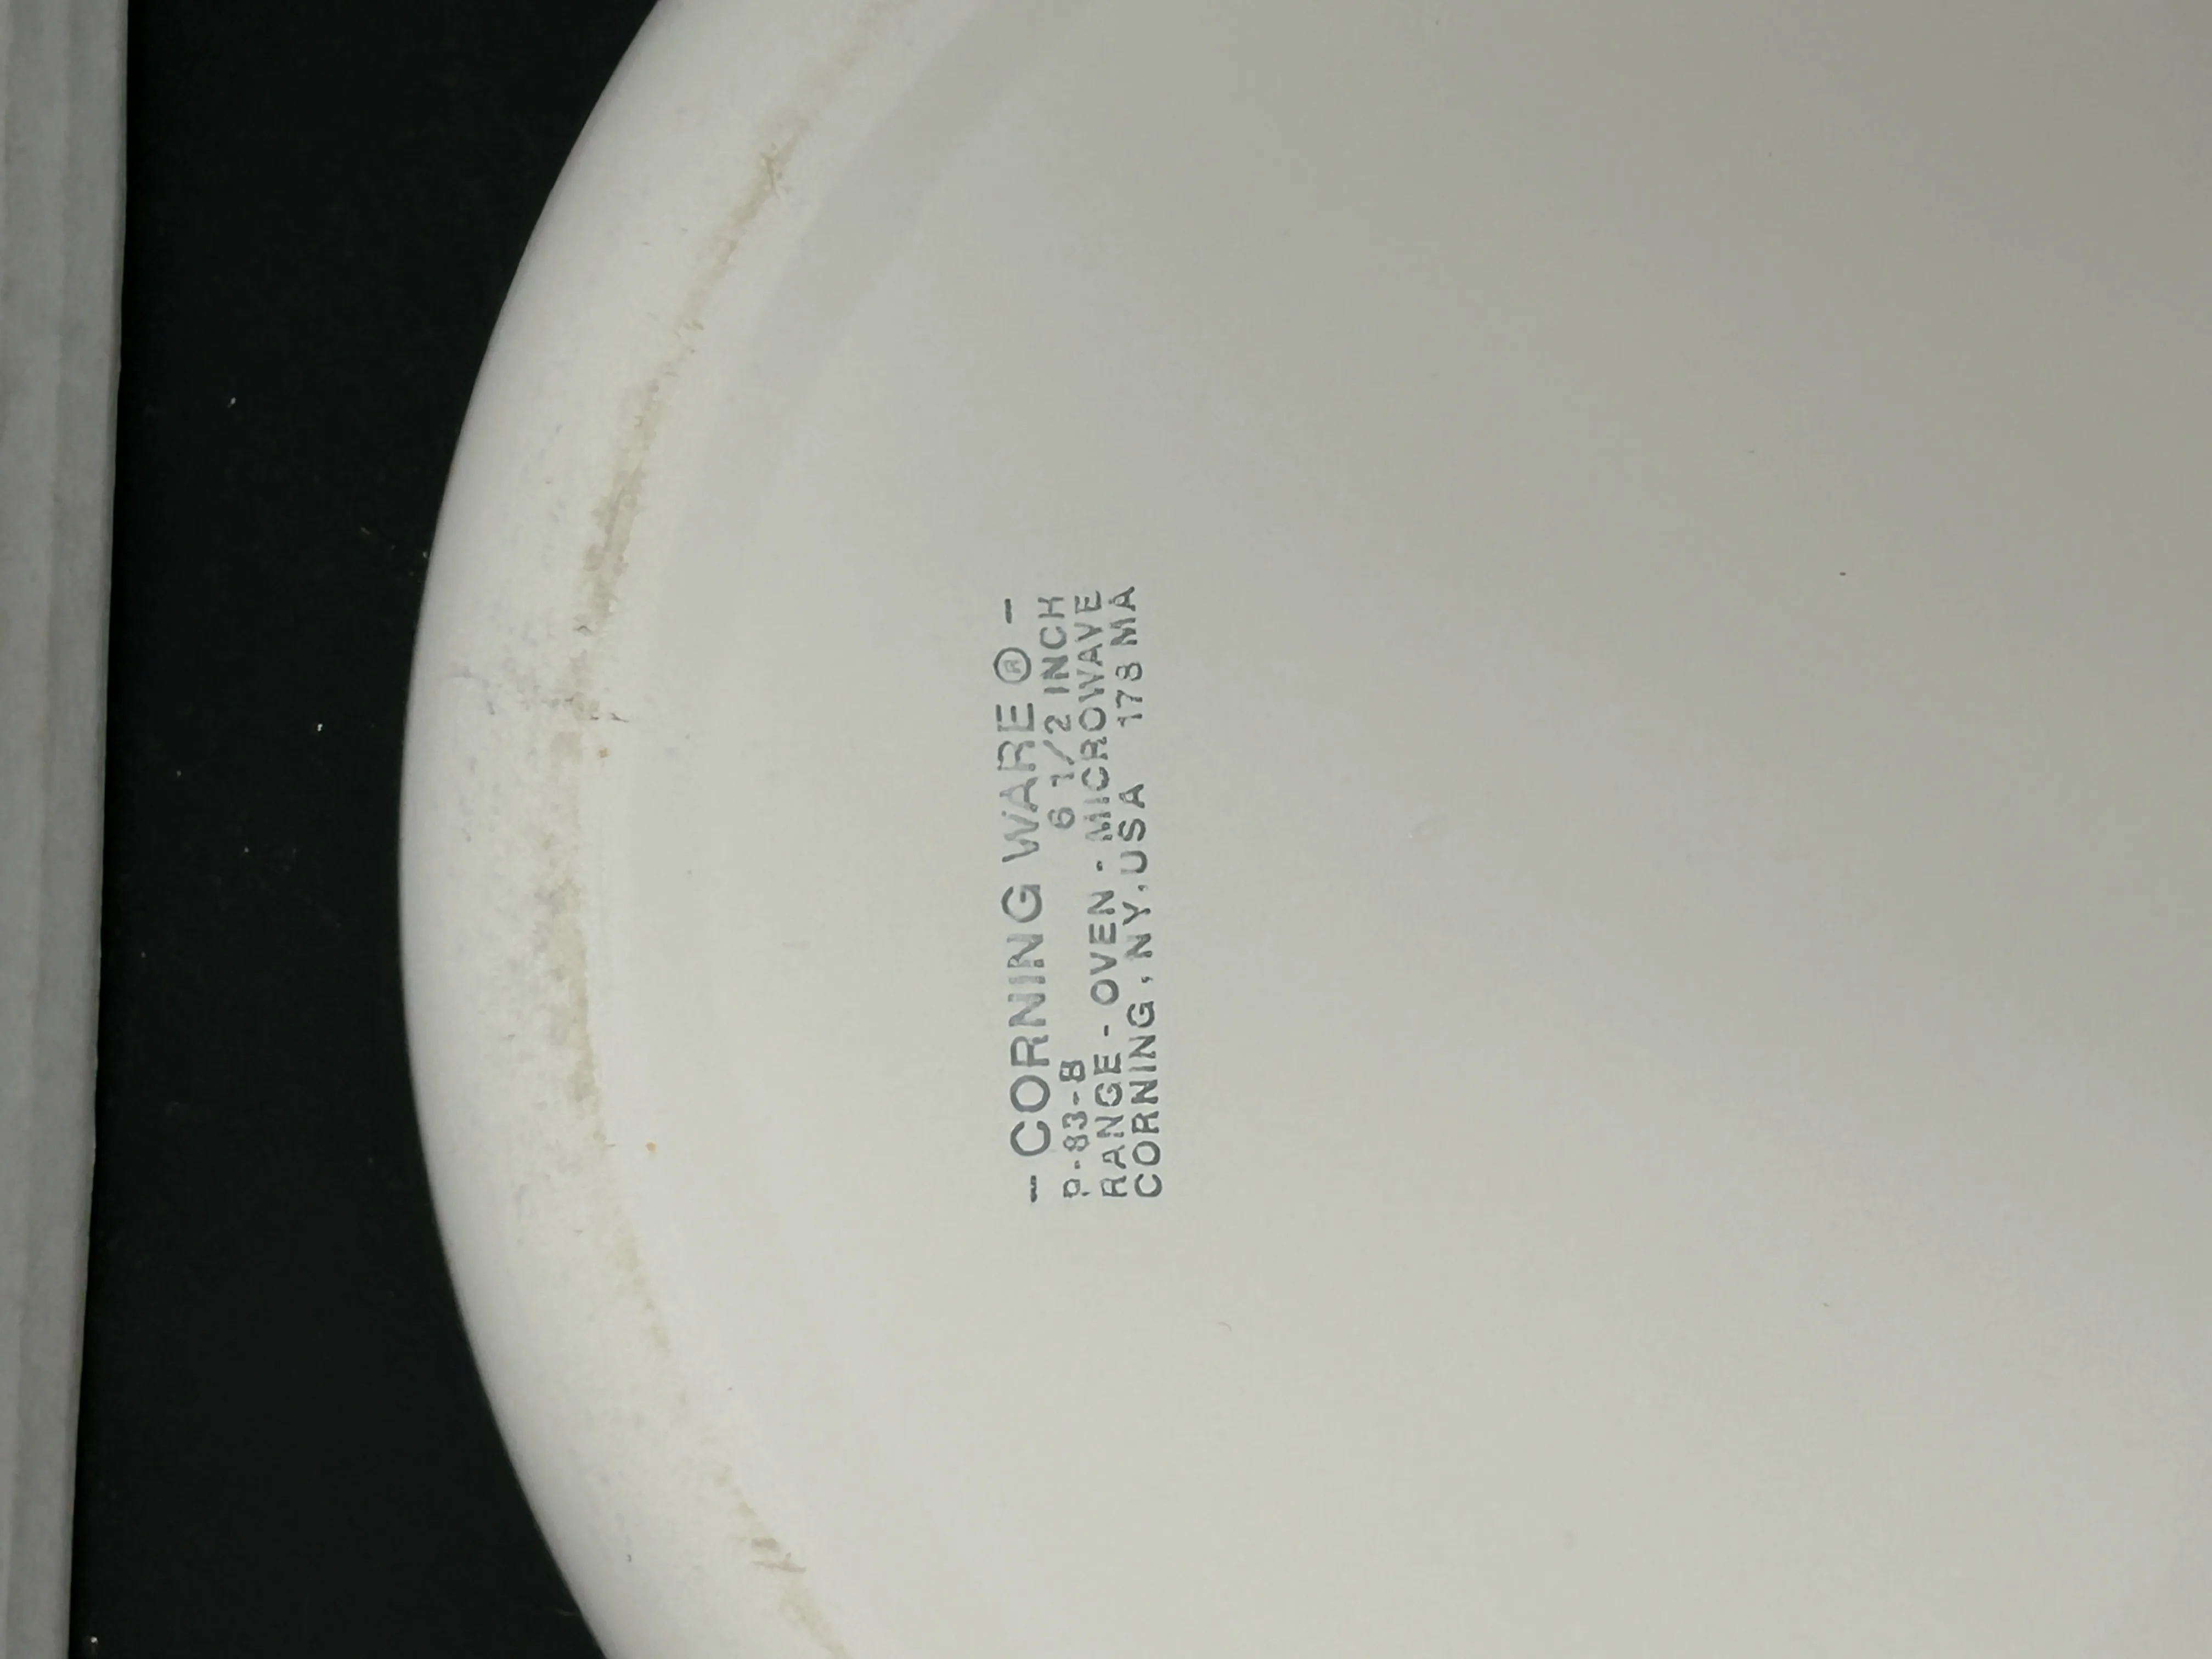 - CORNING WARE ® -
P-83-B 6 1/2 INCH
RANGE - OVEN - MICROWAVE
CORNING, NY, USA 178 MA